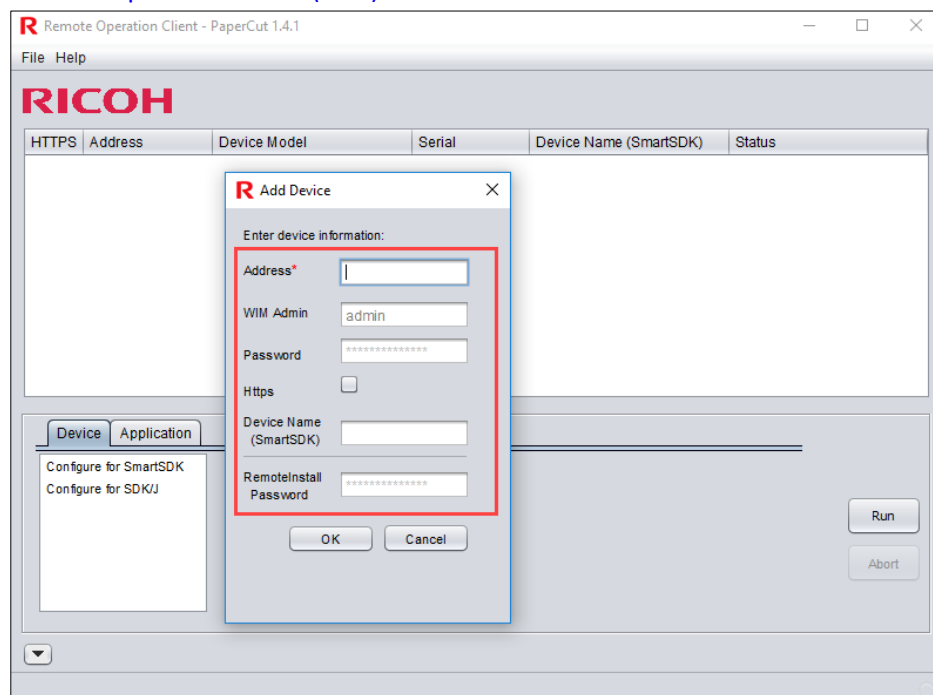 Remote Operation Client - PaperCut 1.4.1
File Help
RICOH
HTTPS Address Device Model Serial Device Name (SmartSDK) Status
Add Device
Enter device information:
Address*
WIM Admin admin
Password **************
Https
Device Name
(SmartSDK)
RemoteInstall **************
Password
OK Cancel
Device Application
Configure for SmartSDK
Configure for SDK/J
Run
Abort